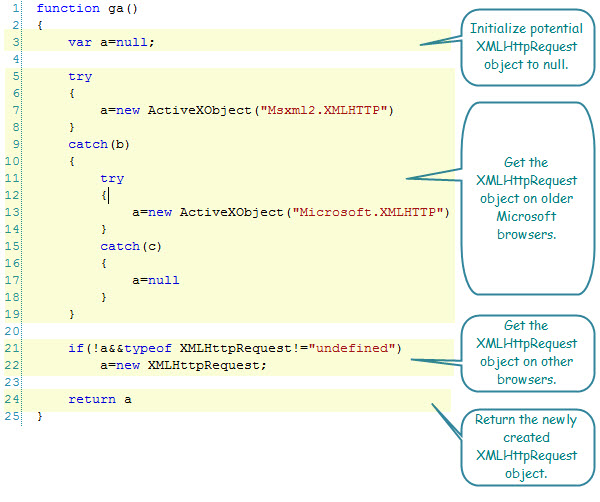 1 function ga()
2 {
3 var a=null;
4
5 try
6 {
7 a=new ActiveXObject("Msxml2.XMLHTTP")
8 }
9 catch(b)
10 {
11 try
12 {
13 a=new ActiveXObject("Microsoft.XMLHTTP")
14 }
15 catch(c)
16 {
17 a=null
18 }
19 }
20
21 if(!a&&typeof XMLHttpRequest!="undefined")
22 a=new XMLHttpRequest;
23
24 return a
25 }
Initialize potential
XMLHttpRequest
object to null.
Get the
XMLHttpRequest
object on older
Microsoft
browsers.
Get the
XMLHttpRequest
object on other
browsers.
Return the newly
created
XMLHttpRequest
object.